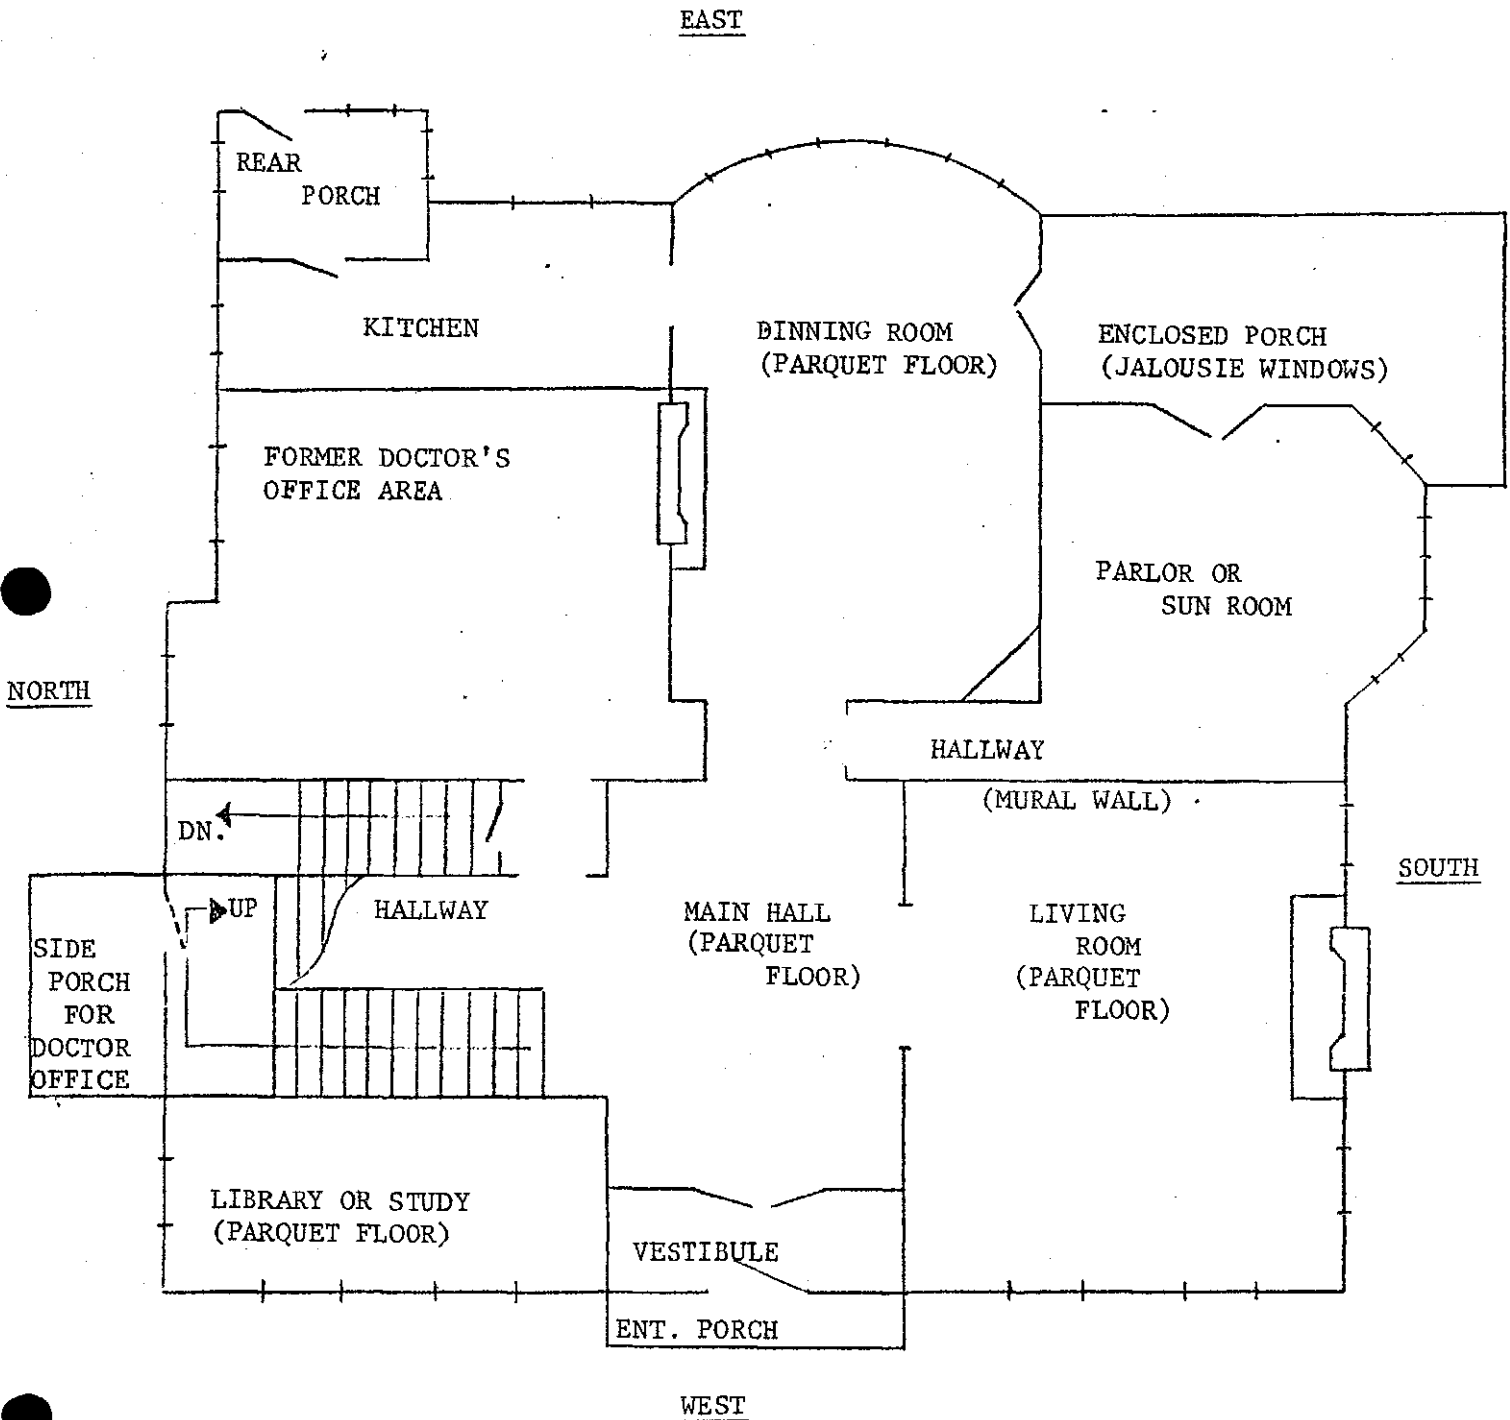 EAST
REAR
PORCH
KITCHEN
DINNING ROOM
(PARQUET FLOOR)
ENCLOSED PORCH
(JALOUSIE WINDOWS)
FORMER DOCTOR'S
OFFICE AREA
PARLOR OR
SUN ROOM
NORTH
HALLWAY
(MURAL WALL)
DN.
SOUTH
UP
HALLWAY
MAIN HALL
(PARQUET
FLOOR)
LIVING
ROOM
(PARQUET
FLOOR)
SIDE
PORCH
FOR
DOCTOR
OFFICE
LIBRARY OR STUDY
(PARQUET FLOOR)
VESTIBULE
ENT. PORCH
WEST